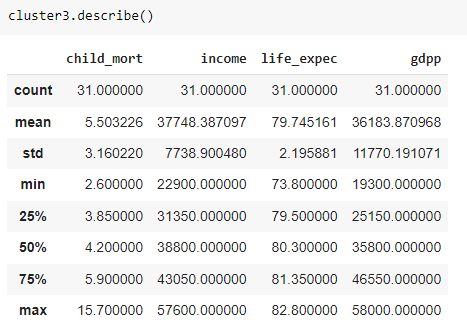 cluster3.describe()
child_mort income life_expec gdpp
count 31.000000 31.000000 31.000000 31.000000
mean 5.503226 37748.387097 79.745161 36183.870968
std 3.160220 7738.900480 2.195881 11770.191071
min 2.600000 22900.000000 73.800000 19300.000000
25% 3.850000 31350.000000 79.500000 25150.000000
50% 4.200000 38800.000000 80.300000 35800.000000
75% 5.900000 43050.000000 81.350000 46550.000000
max 15.700000 57600.000000 82.800000 58000.000000